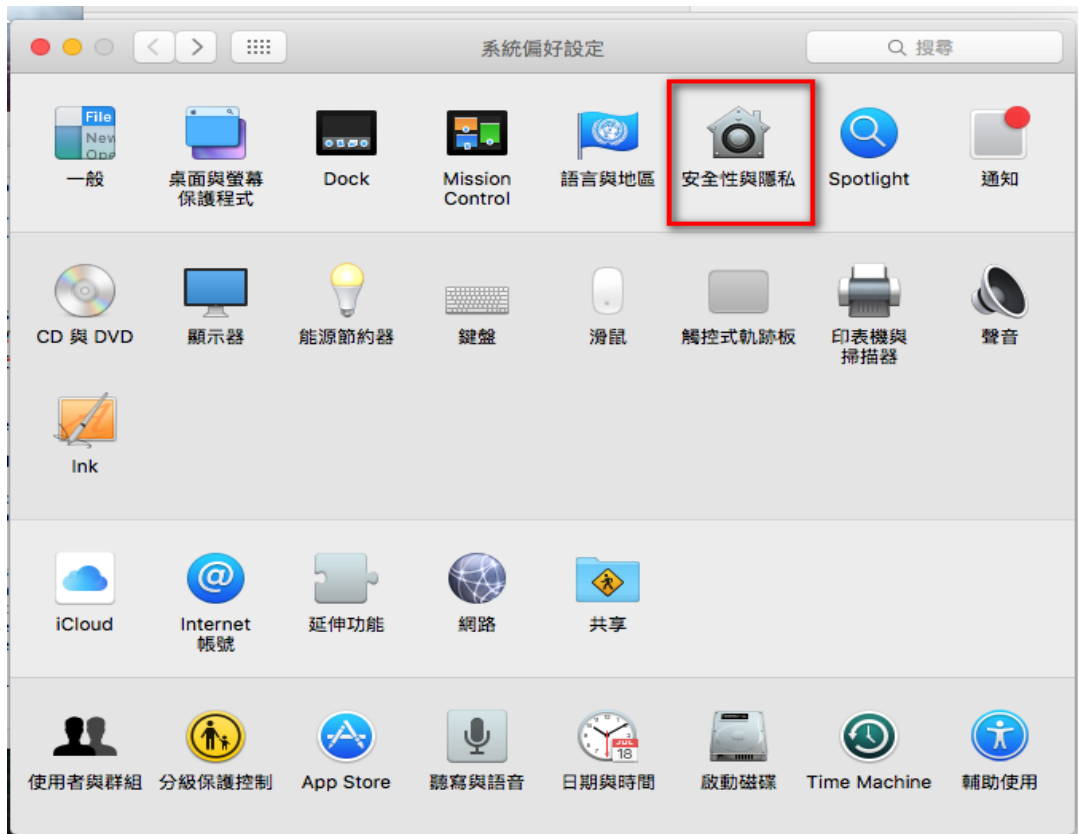 系統偏好設定
搜尋
File
New
Ope
一般
桌面與螢幕
保護程式
Dock
Mission
Control
語言與地區
安全性與隱私
Spotlight
通知
CD 與 DVD
顯示器
能源節約器
鍵盤
滑鼠
觸控式軌跡板
印表機與
掃描器
聲音
Ink
iCloud
Internet
帳號
延伸功能
網路
共享
使用者與群組
分級保護控制
App Store
聽寫與語音
JUL
18
日期與時間
啟動磁碟
Time Machine
輔助使用